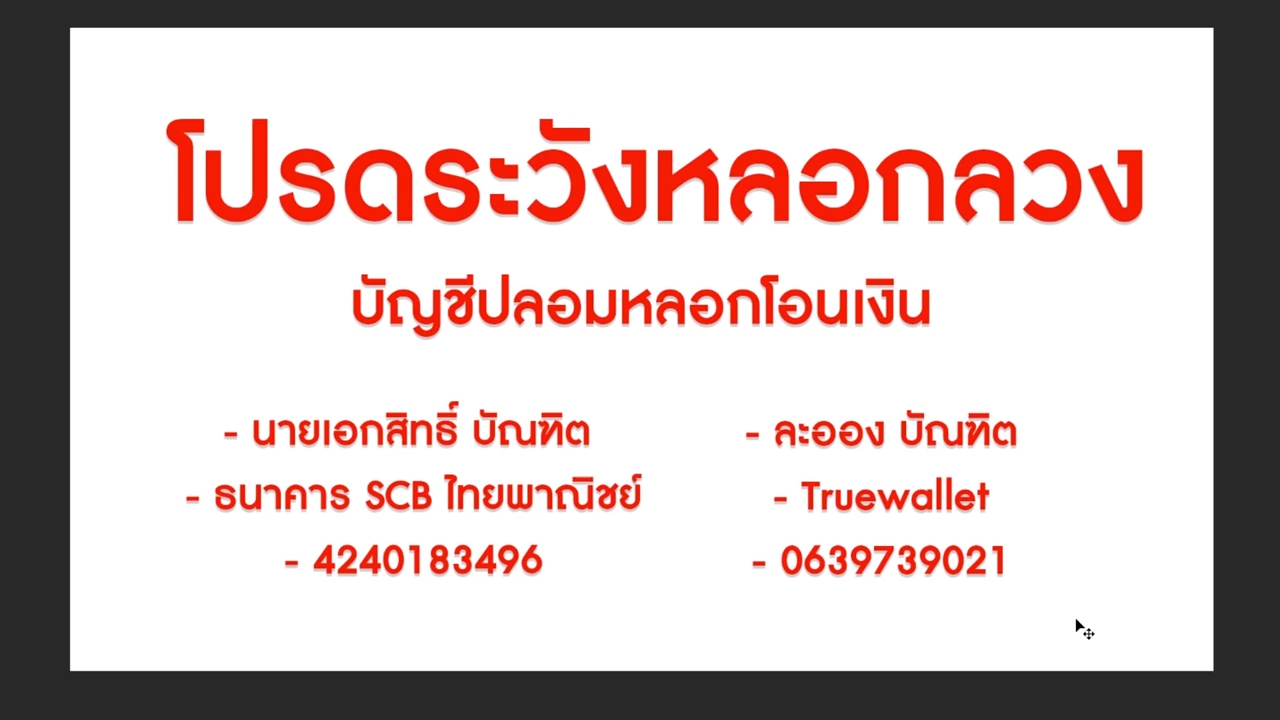 โปรดระวังหลอกลวง
บัญชีปลอมหลอกโอนเงิน
- นายเอกสิทธิ์ บัณฑิต
- ธนาคาร SCB ไทยพาณิชย์
- 4240183496
- ละออง บัณฑิต
- Truewallet
- 0639739021